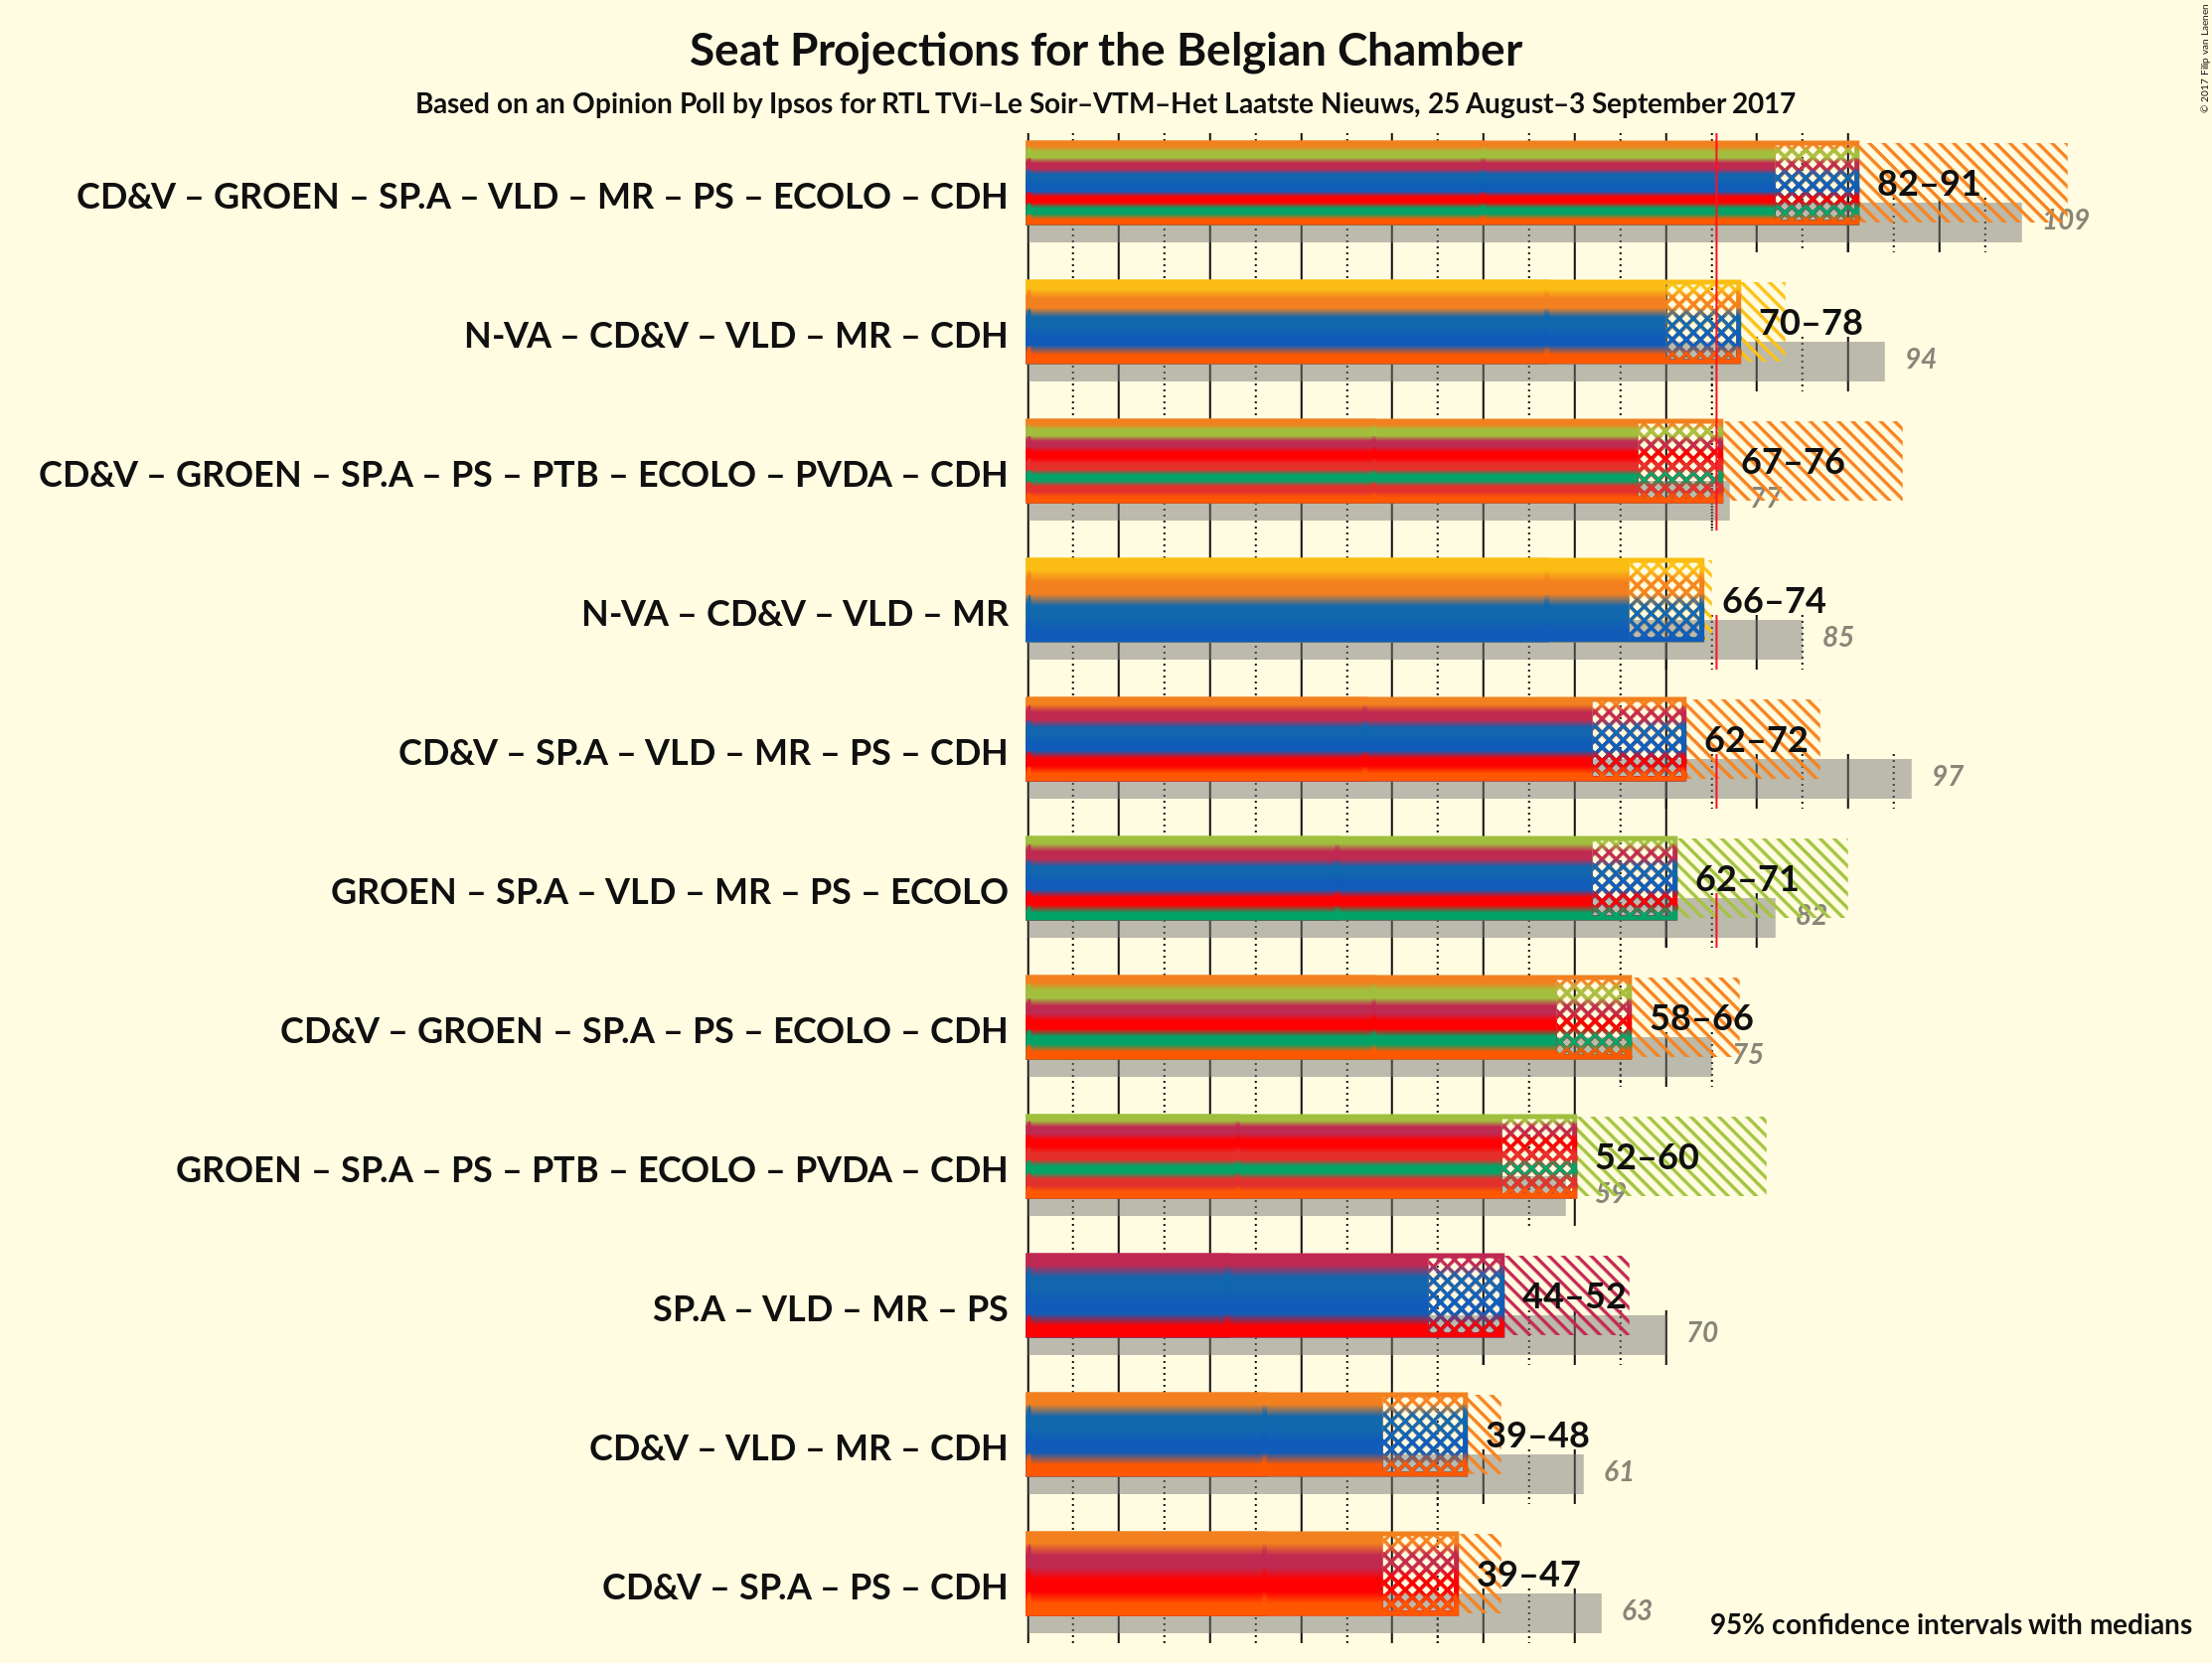 Seat Projections for the Belgian Chamber
Based on an Opinion Poll by Ipsos for RTL TVi–Le Soir–VTM–Het Laatste Nieuws, 25 August–3 September 2017
© 2017 Filip van Laenen
CD&V – GROEN – SP.A – VLD – MR – PS – ECOLO – CDH
82–91
109
N-VA – CD&V – VLD – MR – CDH
70–78
94
CD&V – GROEN – SP.A – PS – PTB – ECOLO – PVDA – CDH
67–76
77
N-VA – CD&V – VLD – MR
66–74
85
CD&V – SP.A – VLD – MR – PS – CDH
62–72
97
GROEN – SP.A – VLD – MR – PS – ECOLO
62–71
82
CD&V – GROEN – SP.A – PS – ECOLO – CDH
58–66
75
GROEN – SP.A – PS – PTB – ECOLO – PVDA – CDH
52–60
59
SP.A – VLD – MR – PS
44–52
70
CD&V – VLD – MR – CDH
39–48
61
CD&V – SP.A – PS – CDH
39–47
63
95% confidence intervals with medians